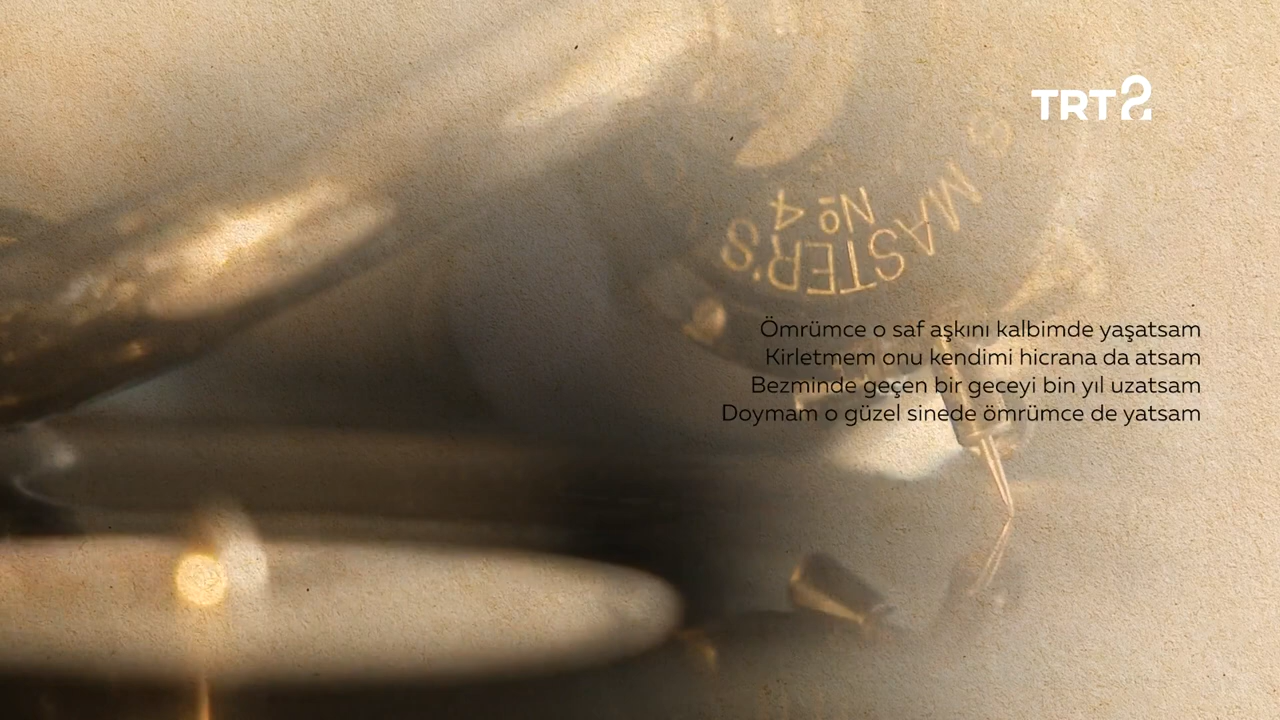 TRT2
MASTER'S
Nº 4
Ömrümce o saf aşkını kalbimde yaşatsam
Kirletmem onu kendimi hicrana da atsam
Bezminde geçen bir geceyi bin yıl uzatsam
Doymam o güzel sinede ömrümce de yatsam